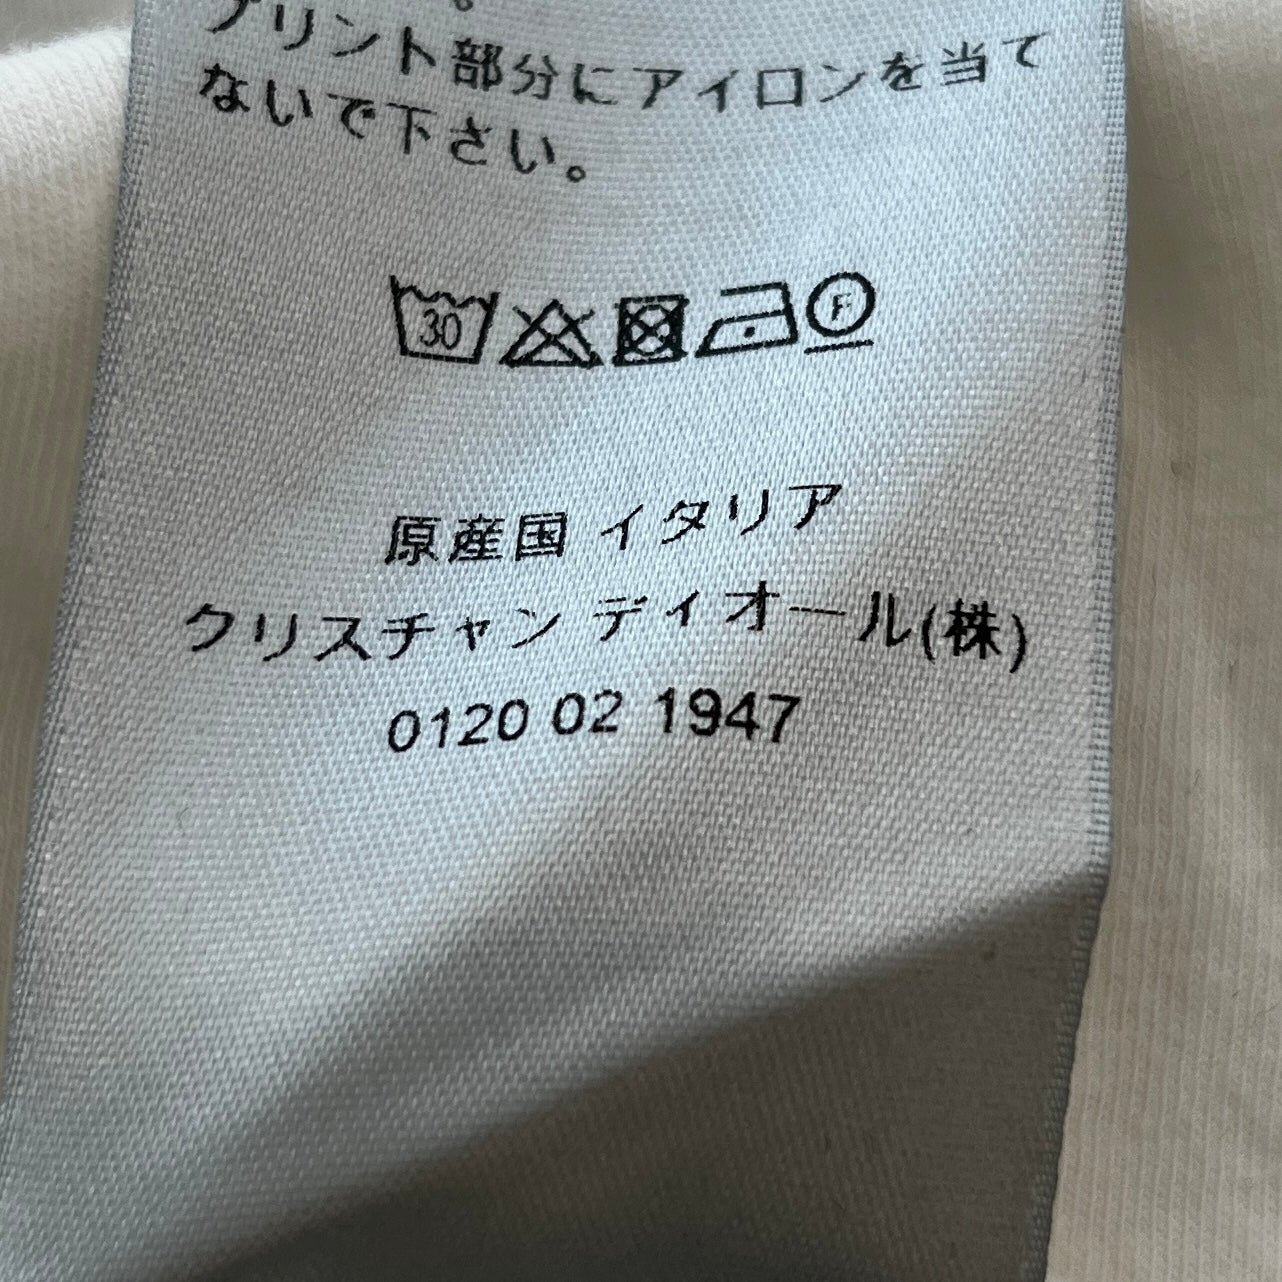 プリント部分にアイロンを当て
ないで下さい。
30 F
原産国 イタリア
クリスチャン ディオール(株)
0120 02 1947